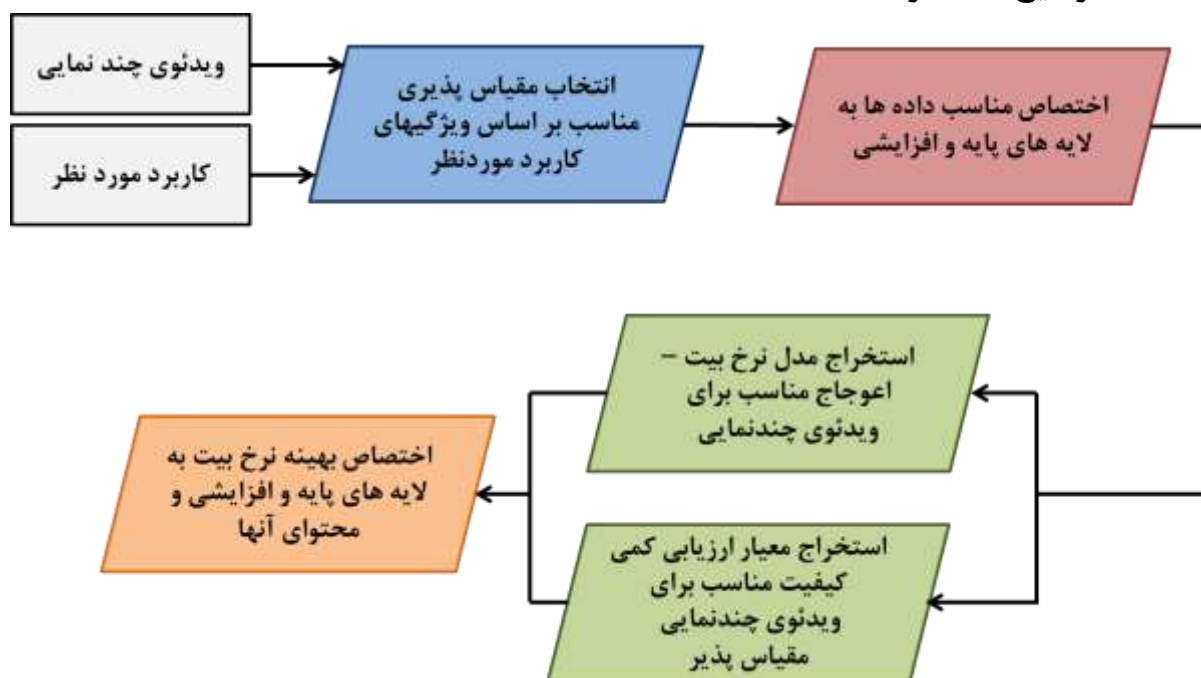 ویدئوی چند نمایی
کاربرد مورد نظر
انتخاب مقیاس پذیری
مناسب بر اساس ویژگیهای
کاربرد موردنظر
اختصاص مناسب داده ها به
لایه های پایه و افزایشی
استخراج مدل نرخ بیت –
اعوجاج مناسب برای
ویدئوی چندنمایی
استخراج معیار ارزیابی کمی
کیفیت مناسب برای
ویدئوی چندنمایی
مقیاس پذیر
اختصاص بهینه نرخ بیت به
لایه های پایه و افزایشی و
محتوای آنها